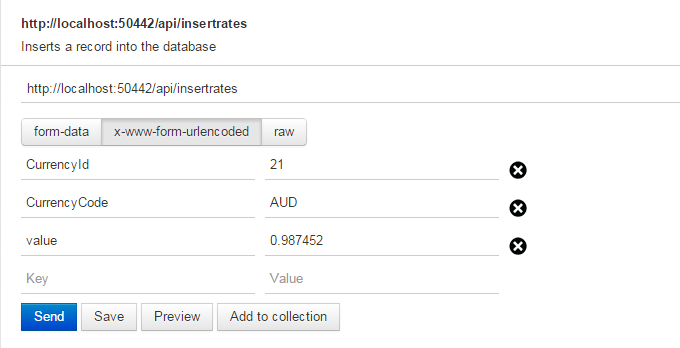 http://localhost:50442/api/insertrates
Inserts a record into the database
http://localhost:50442/api/insertrates
form-data x-www-form-urlencoded raw
CurrencyId 21
CurrencyCode AUD
value 0.987452
Key Value
Send Save Preview Add to collection